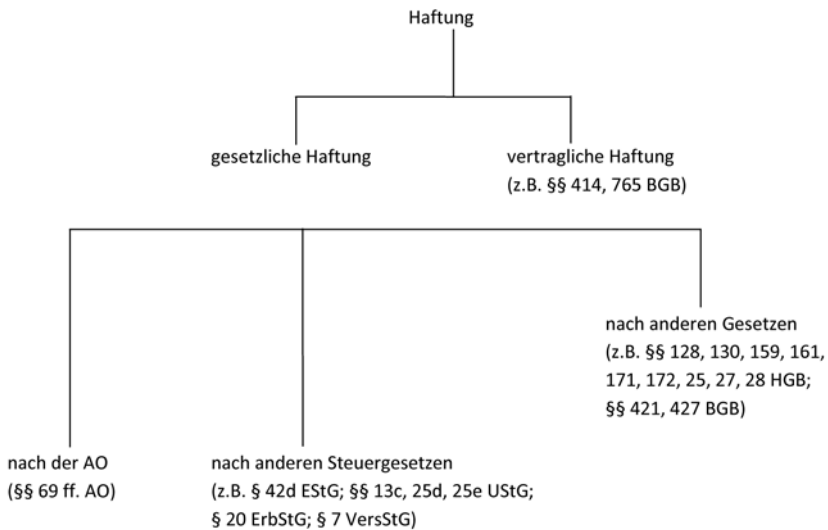 Haftung
gesetzliche Haftung
vertragliche Haftung
(z.B. §§ 414, 765 BGB)
nach anderen Gesetzen
(z.B. §§ 128, 130, 159, 161,
171, 172, 25, 27, 28 HGB;
§§ 421, 427 BGB)
nach der AO
(§§ 69 ff. AO)
nach anderen Steuergesetzen
(z.B. § 42d EStG; §§ 13c, 25d, 25e UStG;
§ 20 ErbStG; § 7 VersStG)